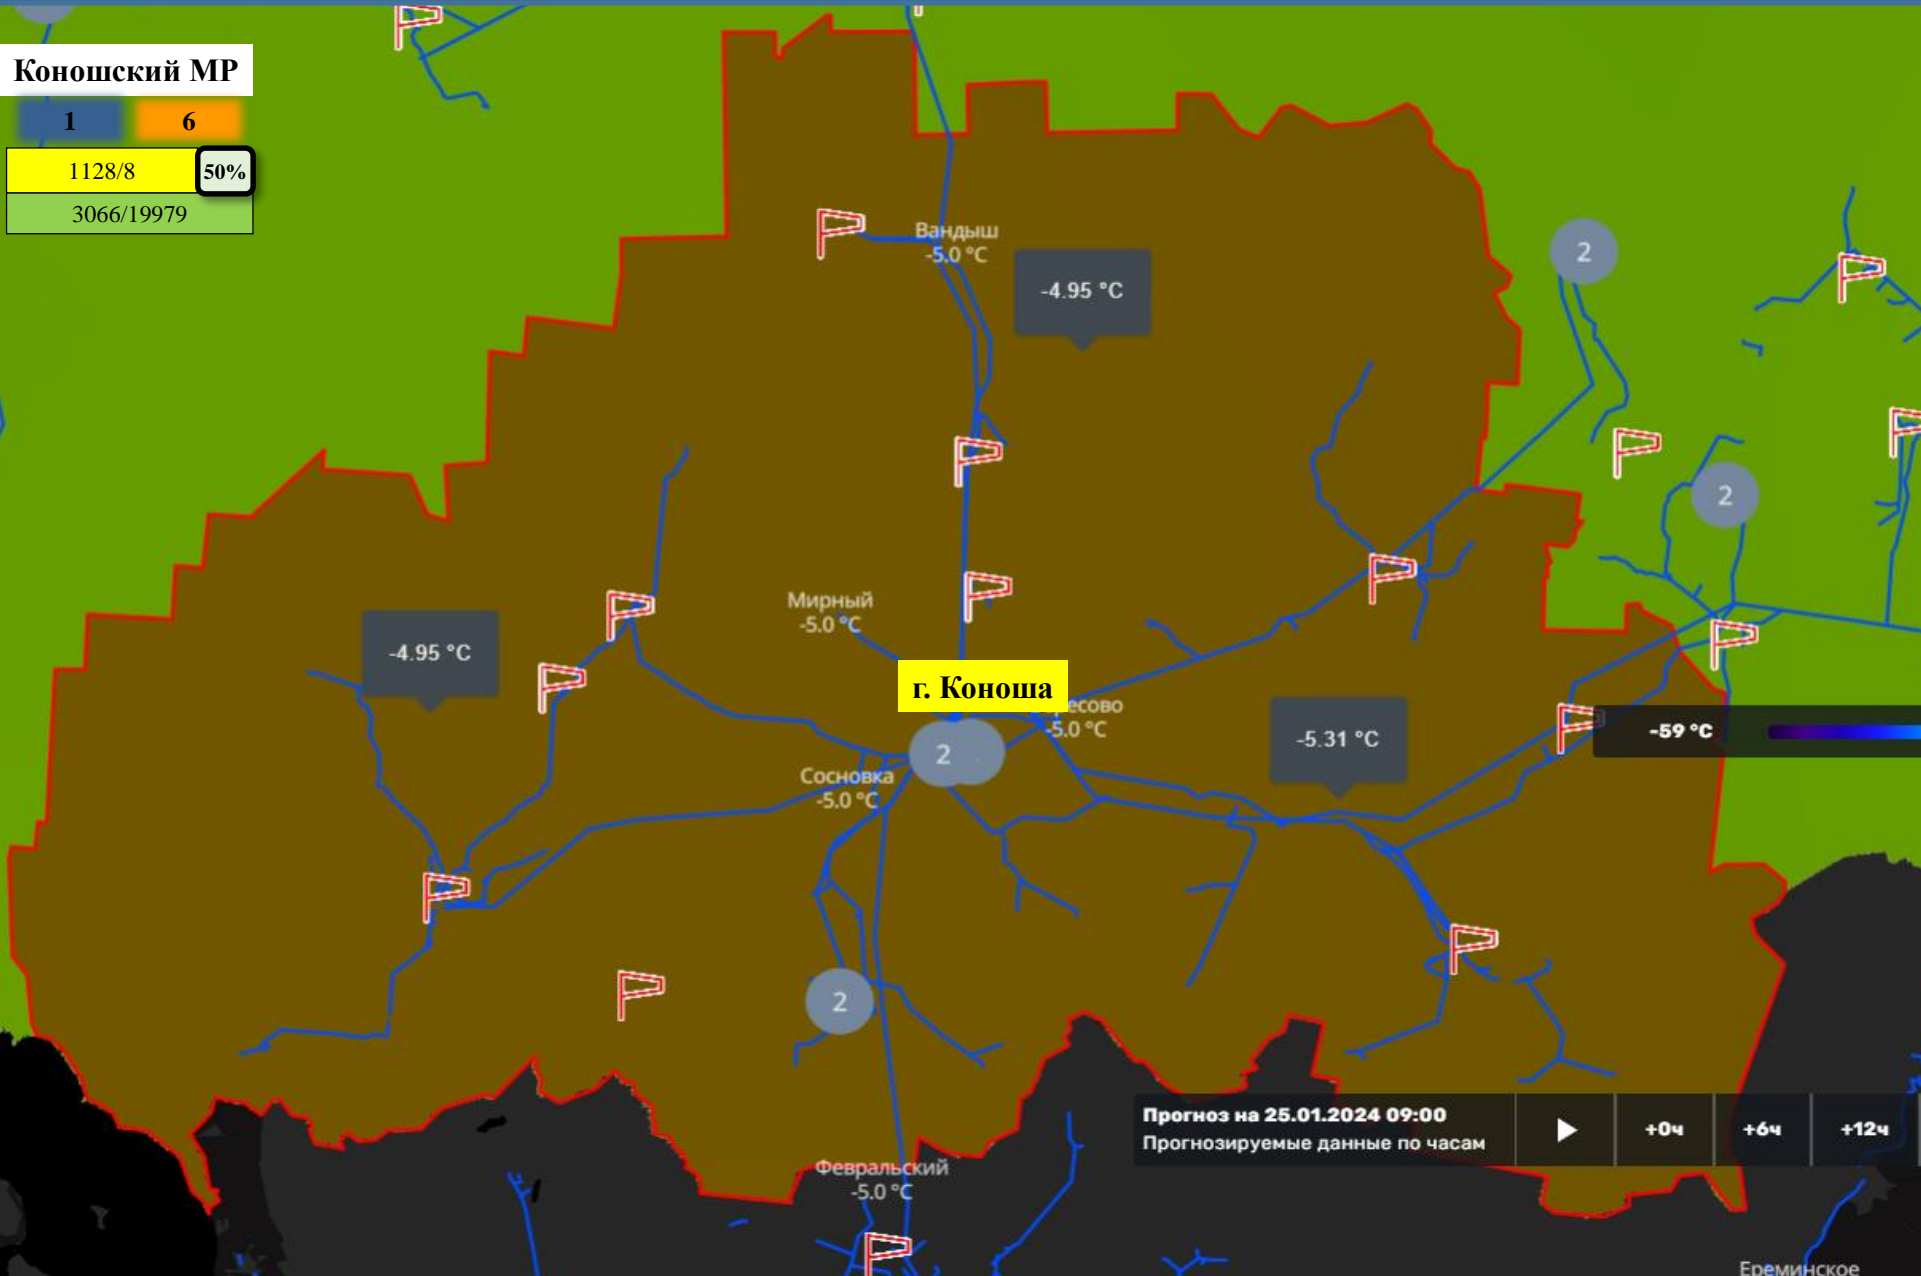 Коношский МР
1
6
1128/8
50%
3066/19979
Вандыш
-5.0 °C
-4.95 °C
2
2
Мирный
-5.0 °C
-4.95 °C
г. Коноша
-5.0 °C
-5.31 °C
-59 °C
2
Сосновка
-5.0 °C
2
Прогноз на 25.01.2024 09:00
Прогнозируемые данные по часам
+0ч
+6ч
+12ч
Февральский
-5.0 °C
Ереминское